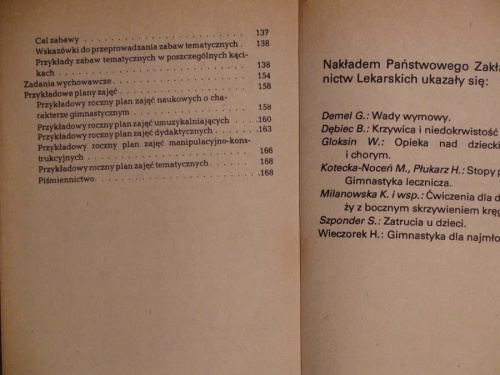 Cel zabawy . . . . . . . . . . . . . 137
Wskazówki do przeprowadzania zabaw tematycznych . 138
Przykłady zabaw tematycznych w poszczególnych kąci-
kach . . . . . . . . . . . . . 138
Zadania wychowawcze . . . . . . . . . . . 154
Przykładowe plany zajęć . . . . . . . . . . 158
Przykładowy roczny plan zajęć naukowych o cha-
rakterze gimnastycznym . . . . . . . . . 158
Przykładowy roczny plan zajęć umuzykalniających . .160
Przykładowy roczny plan zajęć dydaktycznych . . . .163
Przykładowy roczny plan zajęć manipulacyjno-kons-
trukcyjnych . . . . . . . . . . . . 166
Przykładowy roczny plan zajęć tematycznych . . . . 168
Piśmiennictwo. . . . . . . . . . . . .168
Nakładem Państwowego Zakła
nictw Lekarskich ukazały się:
Demel G.: Wady wymowy.
Dębiec B.: Krzywica i niedokrwistość
Gloksin W.: Opieka nad dzieckie
i chorym.
Kotecka-Noceń M., Płukarz H.: Stopy p
Gimnastyka lecznicza.
Milanowska K. i wsp.: Ćwiczenia dla d
ży z bocznym skrzywieniem kręg
Szponder S.: Zatrucia u dzieci.
Wieczorek H.: Gimnastyka dla najmło